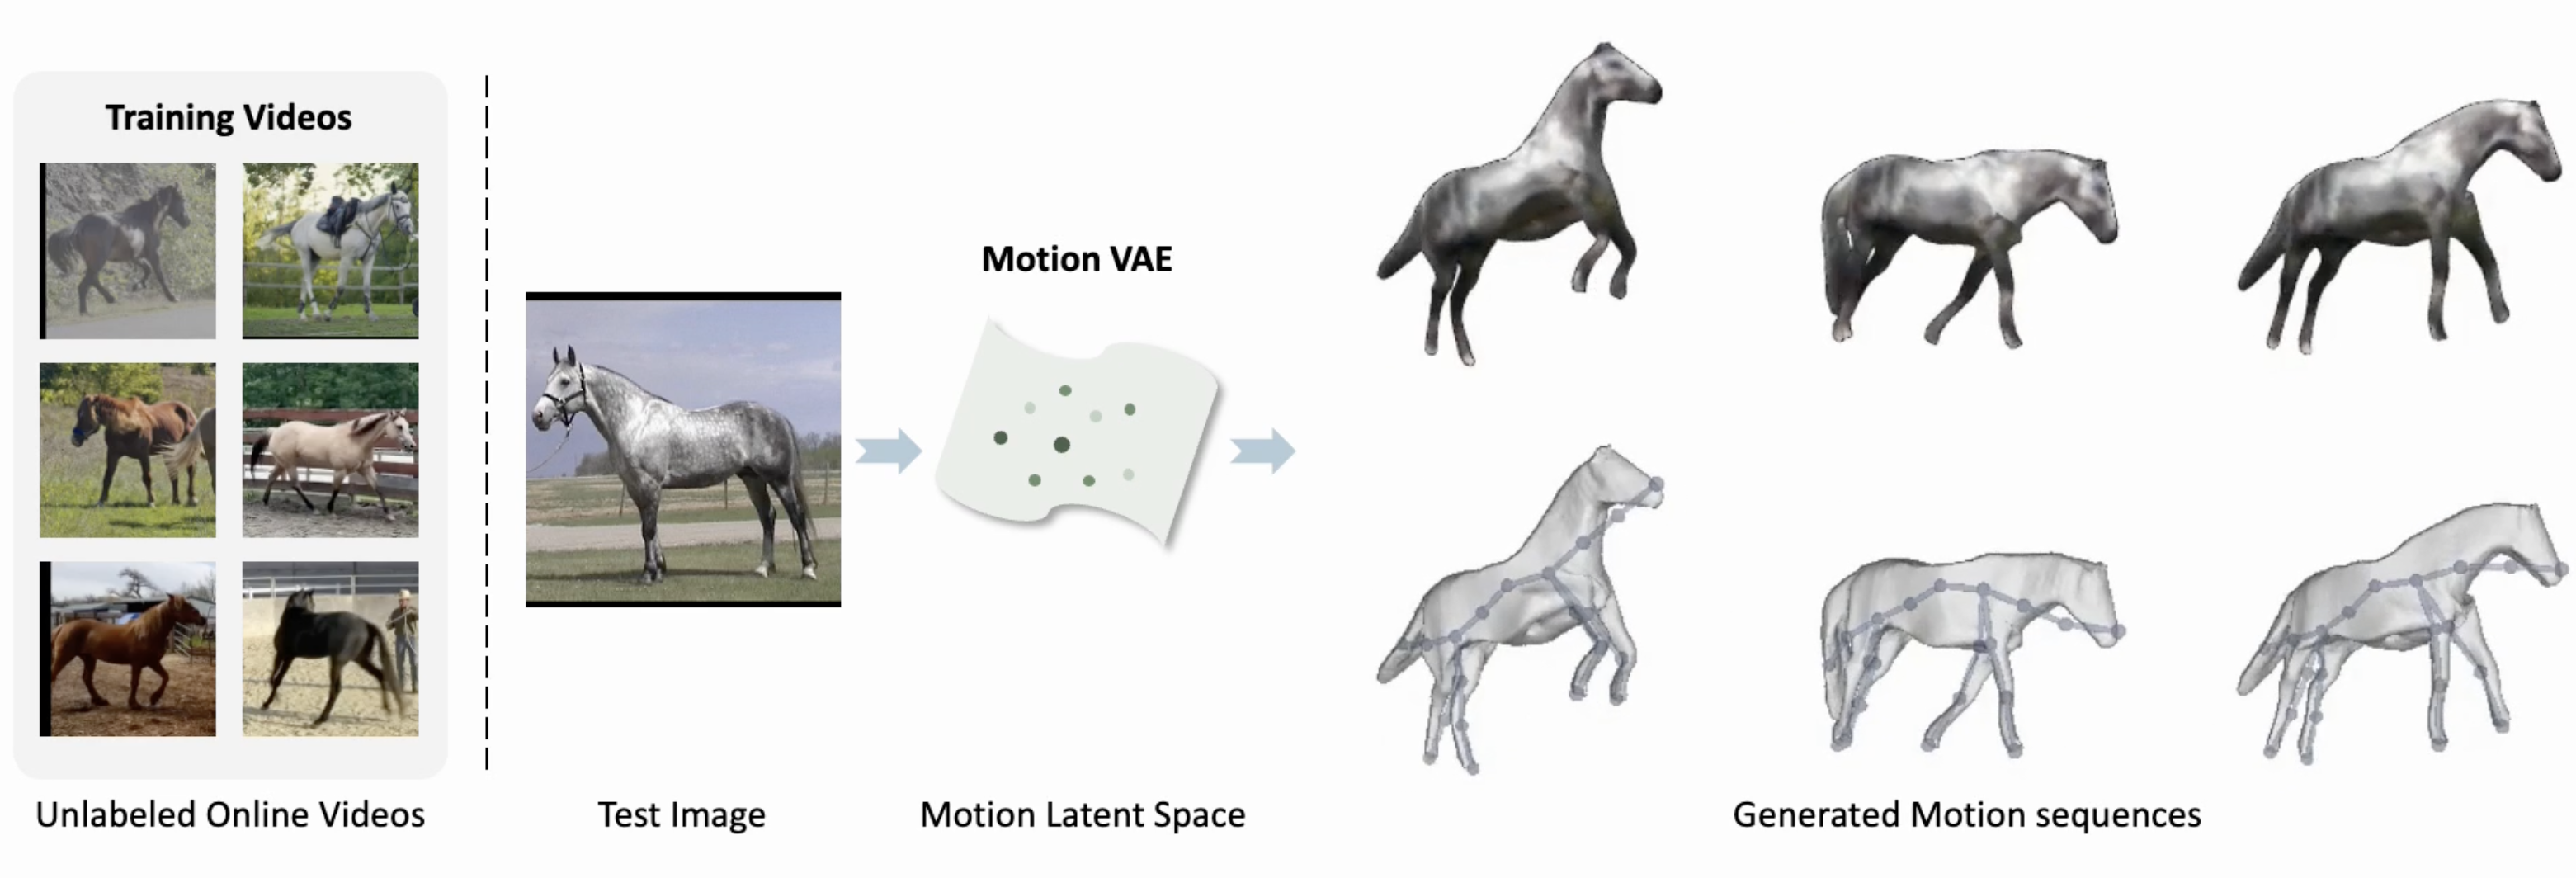 Training Videos
Motion VAE
Unlabeled Online Videos
Test Image
Motion Latent Space
Generated Motion sequences